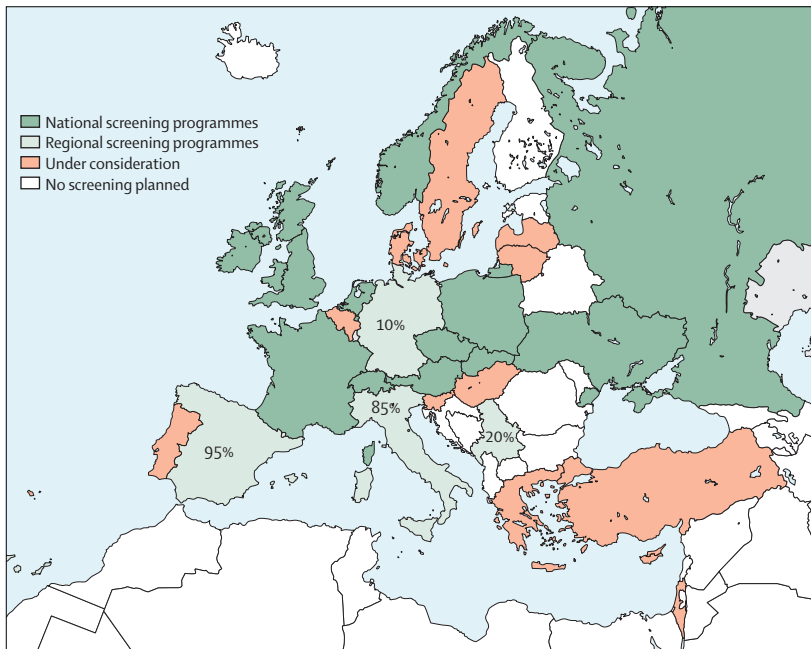 National screening programmes
Regional screening programmes
Under consideration
No screening planned
10%
85%
20%
95%